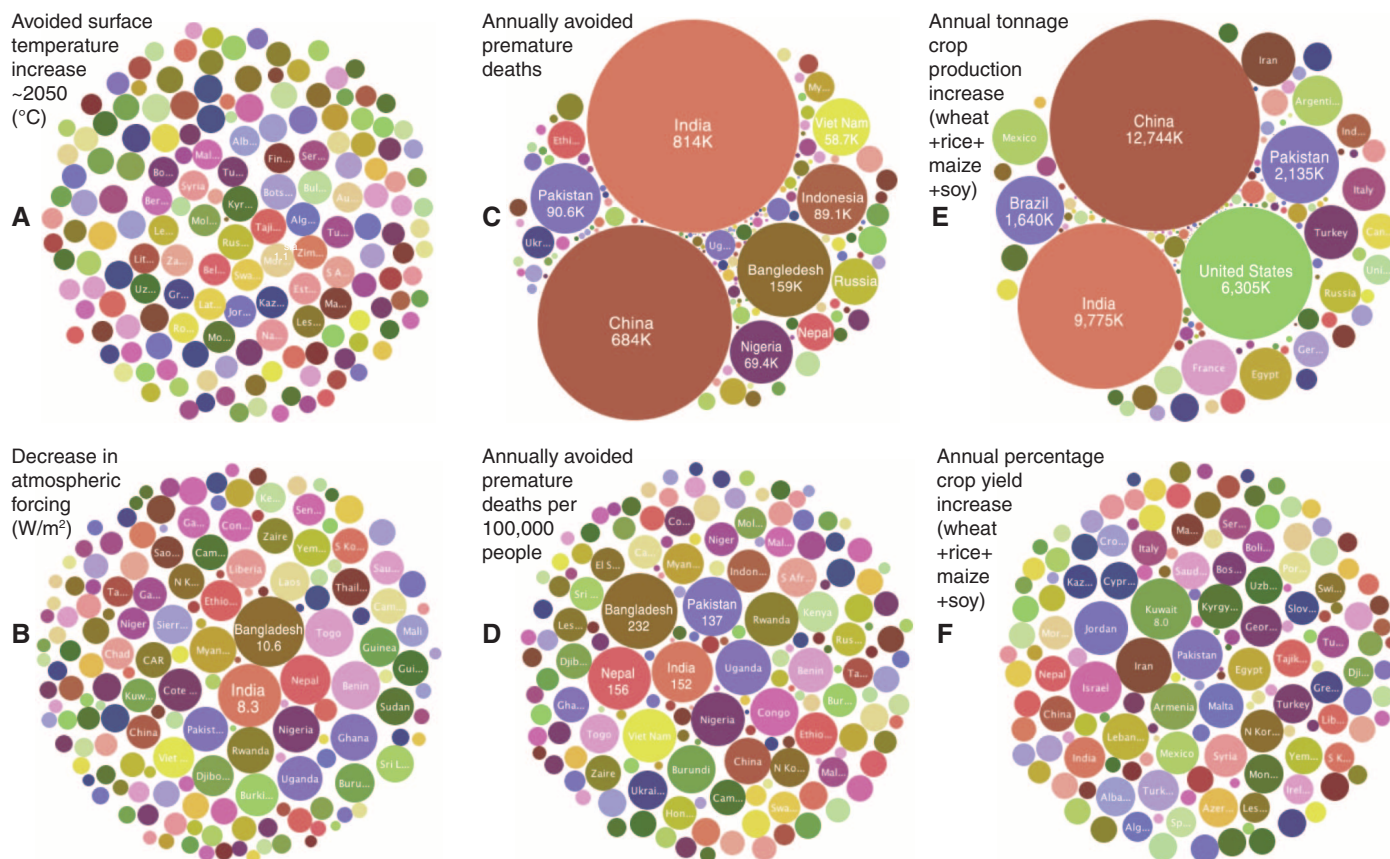 Avoided surface
temperature
increase
~2050
(°C)
A
Alb...
Mal...
Fin...
Ser...
Bo...
Tu...
Syria
Bots...
Bul...
Ber...
Kyr...
Au...
Mol...
Alg...
Le...
Taji...
Tu...
Rus...
1.1
Zim...
Mor...
Lit...
Za...
Bel...
Swa...
S A...
Uz...
Gr...
Est...
Lat...
Kaz...
Ma...
Jor...
Ro...
Les...
Mo...
Na...
Annually avoided
premature
deaths
C
India
814K
My...
Viet Nam
58.7K
Ethi...
Pakistan
90.6K
Indonesia
89.1K
Ukr...
Ug...
Bangledesh
159K
Russia
China
684K
Nigeria
69.4K
Nepal
Annual tonnage
crop
production
increase
(wheat
+rice+
maize
+soy)
E
Iran
China
12,744K
Argenti...
Mexico
Ind...
Pakistan
2,135K
Italy
Brazil
1,640K
Turkey
Can...
United States
6,305K
Uni...
Russia
India
9,775K
Ger...
France
Egypt
Decrease in
atmospheric
forcing
(W/m²)
B
Ke...
Sen...
Ga...
Con...
Zaire
Sao...
Cam...
Yem...
S Ko...
Liberia
Sau...
N K...
Laos
Thail...
Ta...
Ga...
Ethio...
Cam...
Niger
Sierr...
Bangladesh
10.6
Togo
Mali
Guinea
Chad
CAR
Myan...
Gui...
Nepal
Benin
Kuw...
Cote ...
India
8.3
Sudan
China
Pakist...
Nigeria
Ghana
Viet ...
Rwanda
Sri L...
Djibo...
Uganda
Buru...
Burki...
Annually avoided
premature
deaths per
100,000
people
D
Co...
Mol...
Niger
Mal...
Ca...
El S...
Myan...
Indon...
S Afr...
Sri ...
Bangladesh
232
Pakistan
137
Kenya
Les...
Rwanda
Rus...
Djib...
Nepal
156
India
152
Uganda
Benin
Ta...
Gha...
Bur...
Nigeria
Congo
Togo
Viet Nam
Ethio...
China
Zaire
Burundi
N Ko...
Mal...
Ukrai...
Cam...
Swa...
Hon...
Annual percentage
crop yield
increase
(wheat
+rice+
maize
+soy)
F
Ma...
Ser...
Cro...
Italy
Boli...
Por...
Saud...
Bos...
Kaz...
Cypr...
Uzb...
Swi...
Kuwait
8.0
Kyrgy...
Slov...
Mor...
Jordan
Geor...
Tu...
Iran
Pakistan
Egypt
Tajik...
Dji...
Nepal
Israel
Gre...
China
Armenia
Malta
Turkey
Lib...
Leban...
N Kor...
India
Mexico
Syria
Yem...
S K...
Mon...
Alba...
Turk...
Irel...
Azer...
Les...
Alg...
Sp...